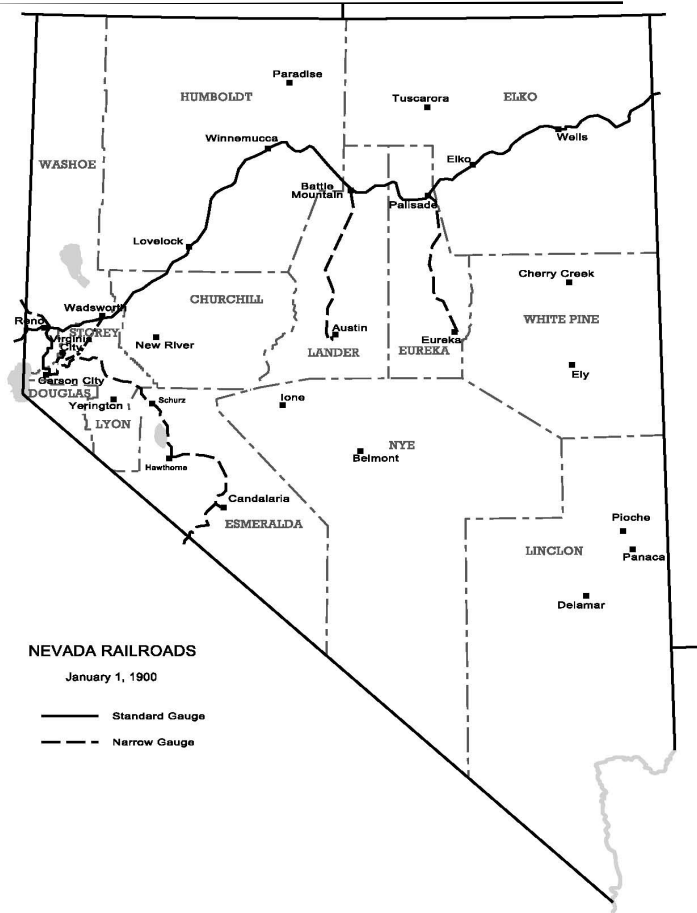 Paradise
HUMBOLDT
Tuscarora
ELKO
Winnemucca
Wells
WASHOE
Elko
Battle
Mountain
Palisade
Lovelock
CHURCHILL
Cherry Creek
Wadsworth
Reno
STOREY
Virginia
City
New River
Austin
LANDER
Eureka
EUREKA
WHITE PINE
Ely
Carson City
DOUGLAS
Yerington
Schurz
LYON
Ione
NYE
Belmont
Hawthorne
Candalaria
ESMERALDA
Pioche
LINCLON
Panaca
Delamar
NEVADA RAILROADS
January 1, 1900
Standard Gauge
Narrow Gauge